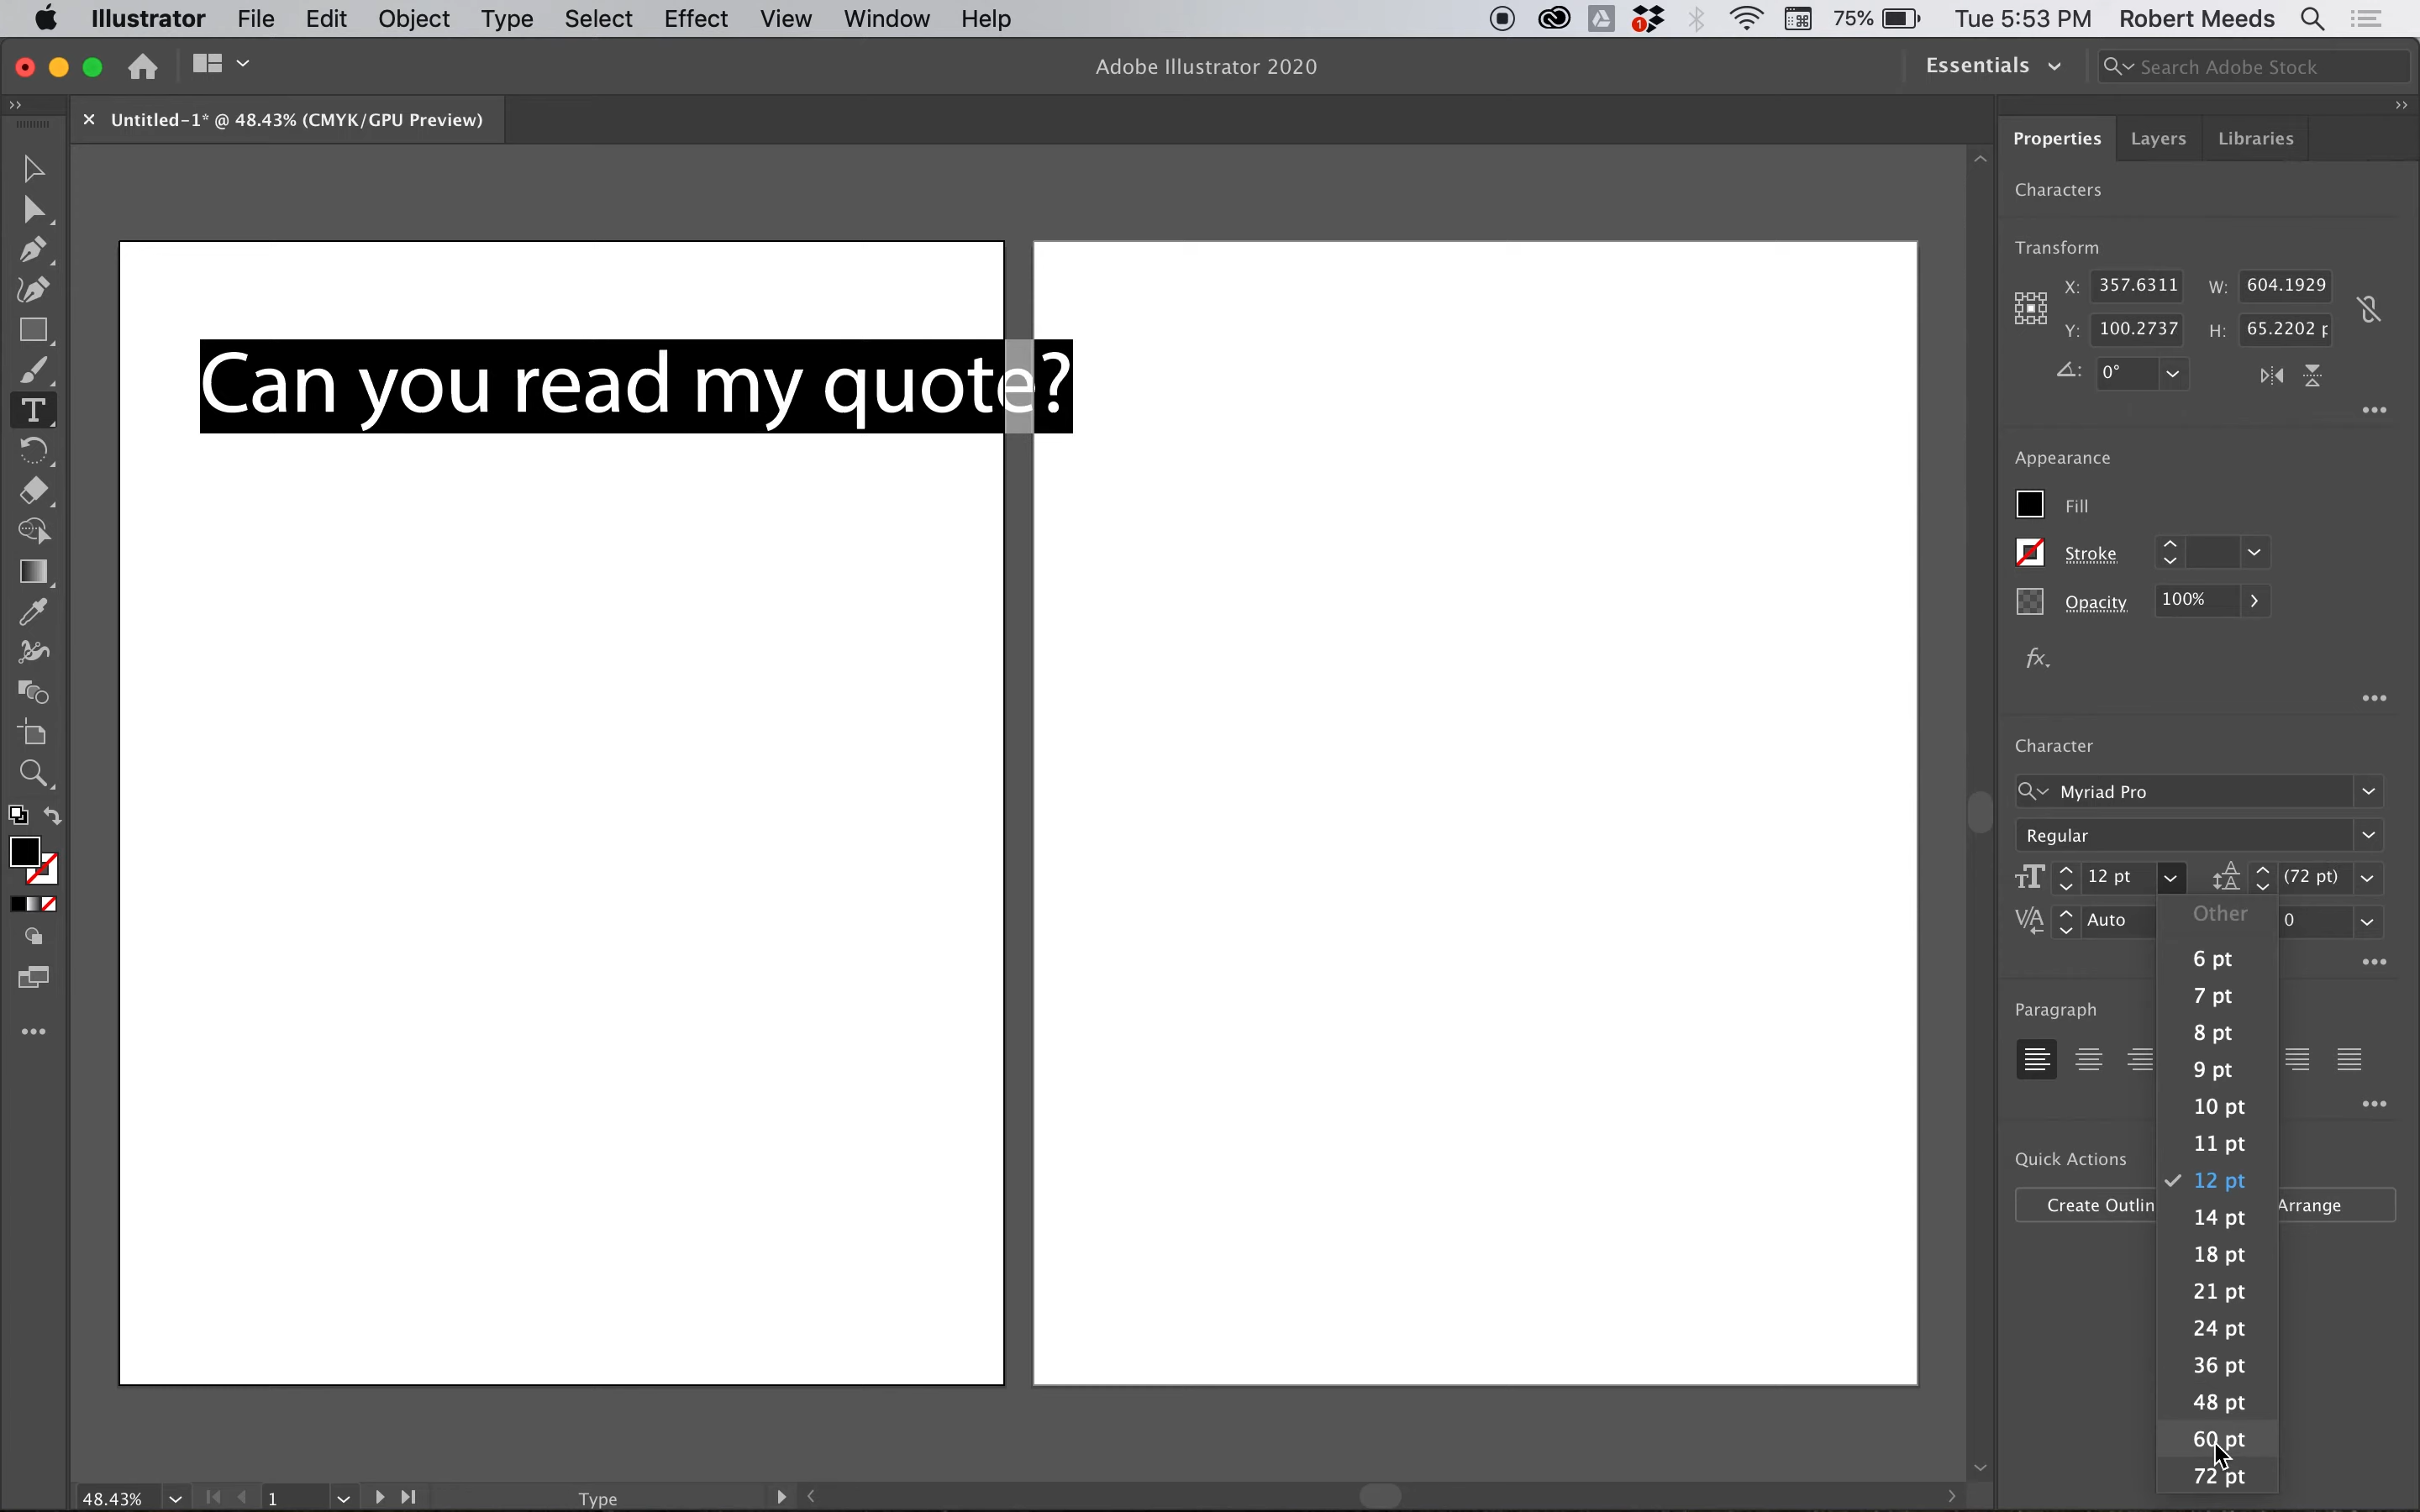 Illustrator File Edit Object Type Select Effect View Window Help 1 75% Tue 5:53 PM Robert Meeds
Adobe Illustrator 2020 Essentials Search Adobe Stock
× Untitled-1* @ 48.43% (CMYK/GPU Preview)
Properties Layers Libraries
Characters
Transform
X: 357.6311 W: 604.1929
Y: 100.2737 H: 65.2202 p
0°
Can you read my quote?
Appearance
Fill
Stroke
Opacity 100%
fx
Character
Myriad Pro
Regular
12 pt (72 pt)
Auto 0
Other
6 pt
7 pt
8 pt
9 pt
10 pt
11 pt
12 pt
14 pt
18 pt
21 pt
24 pt
36 pt
48 pt
60 pt
72 pt
Paragraph
Quick Actions
Create Outlin Arrange
48.43% 1 Type